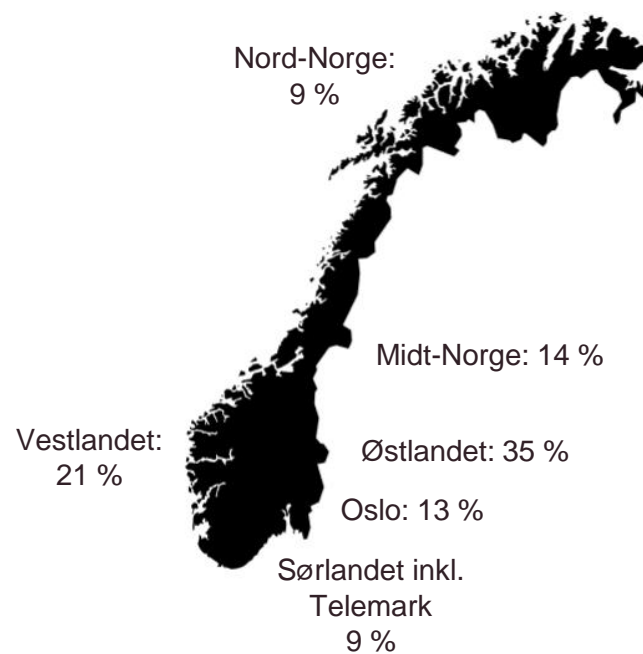 Nord-Norge:
9 %
Midt-Norge: 14 %
Vestlandet:
21 %
Østlandet: 35 %
Oslo: 13 %
Sørlandet inkl.
Telemark
9 %